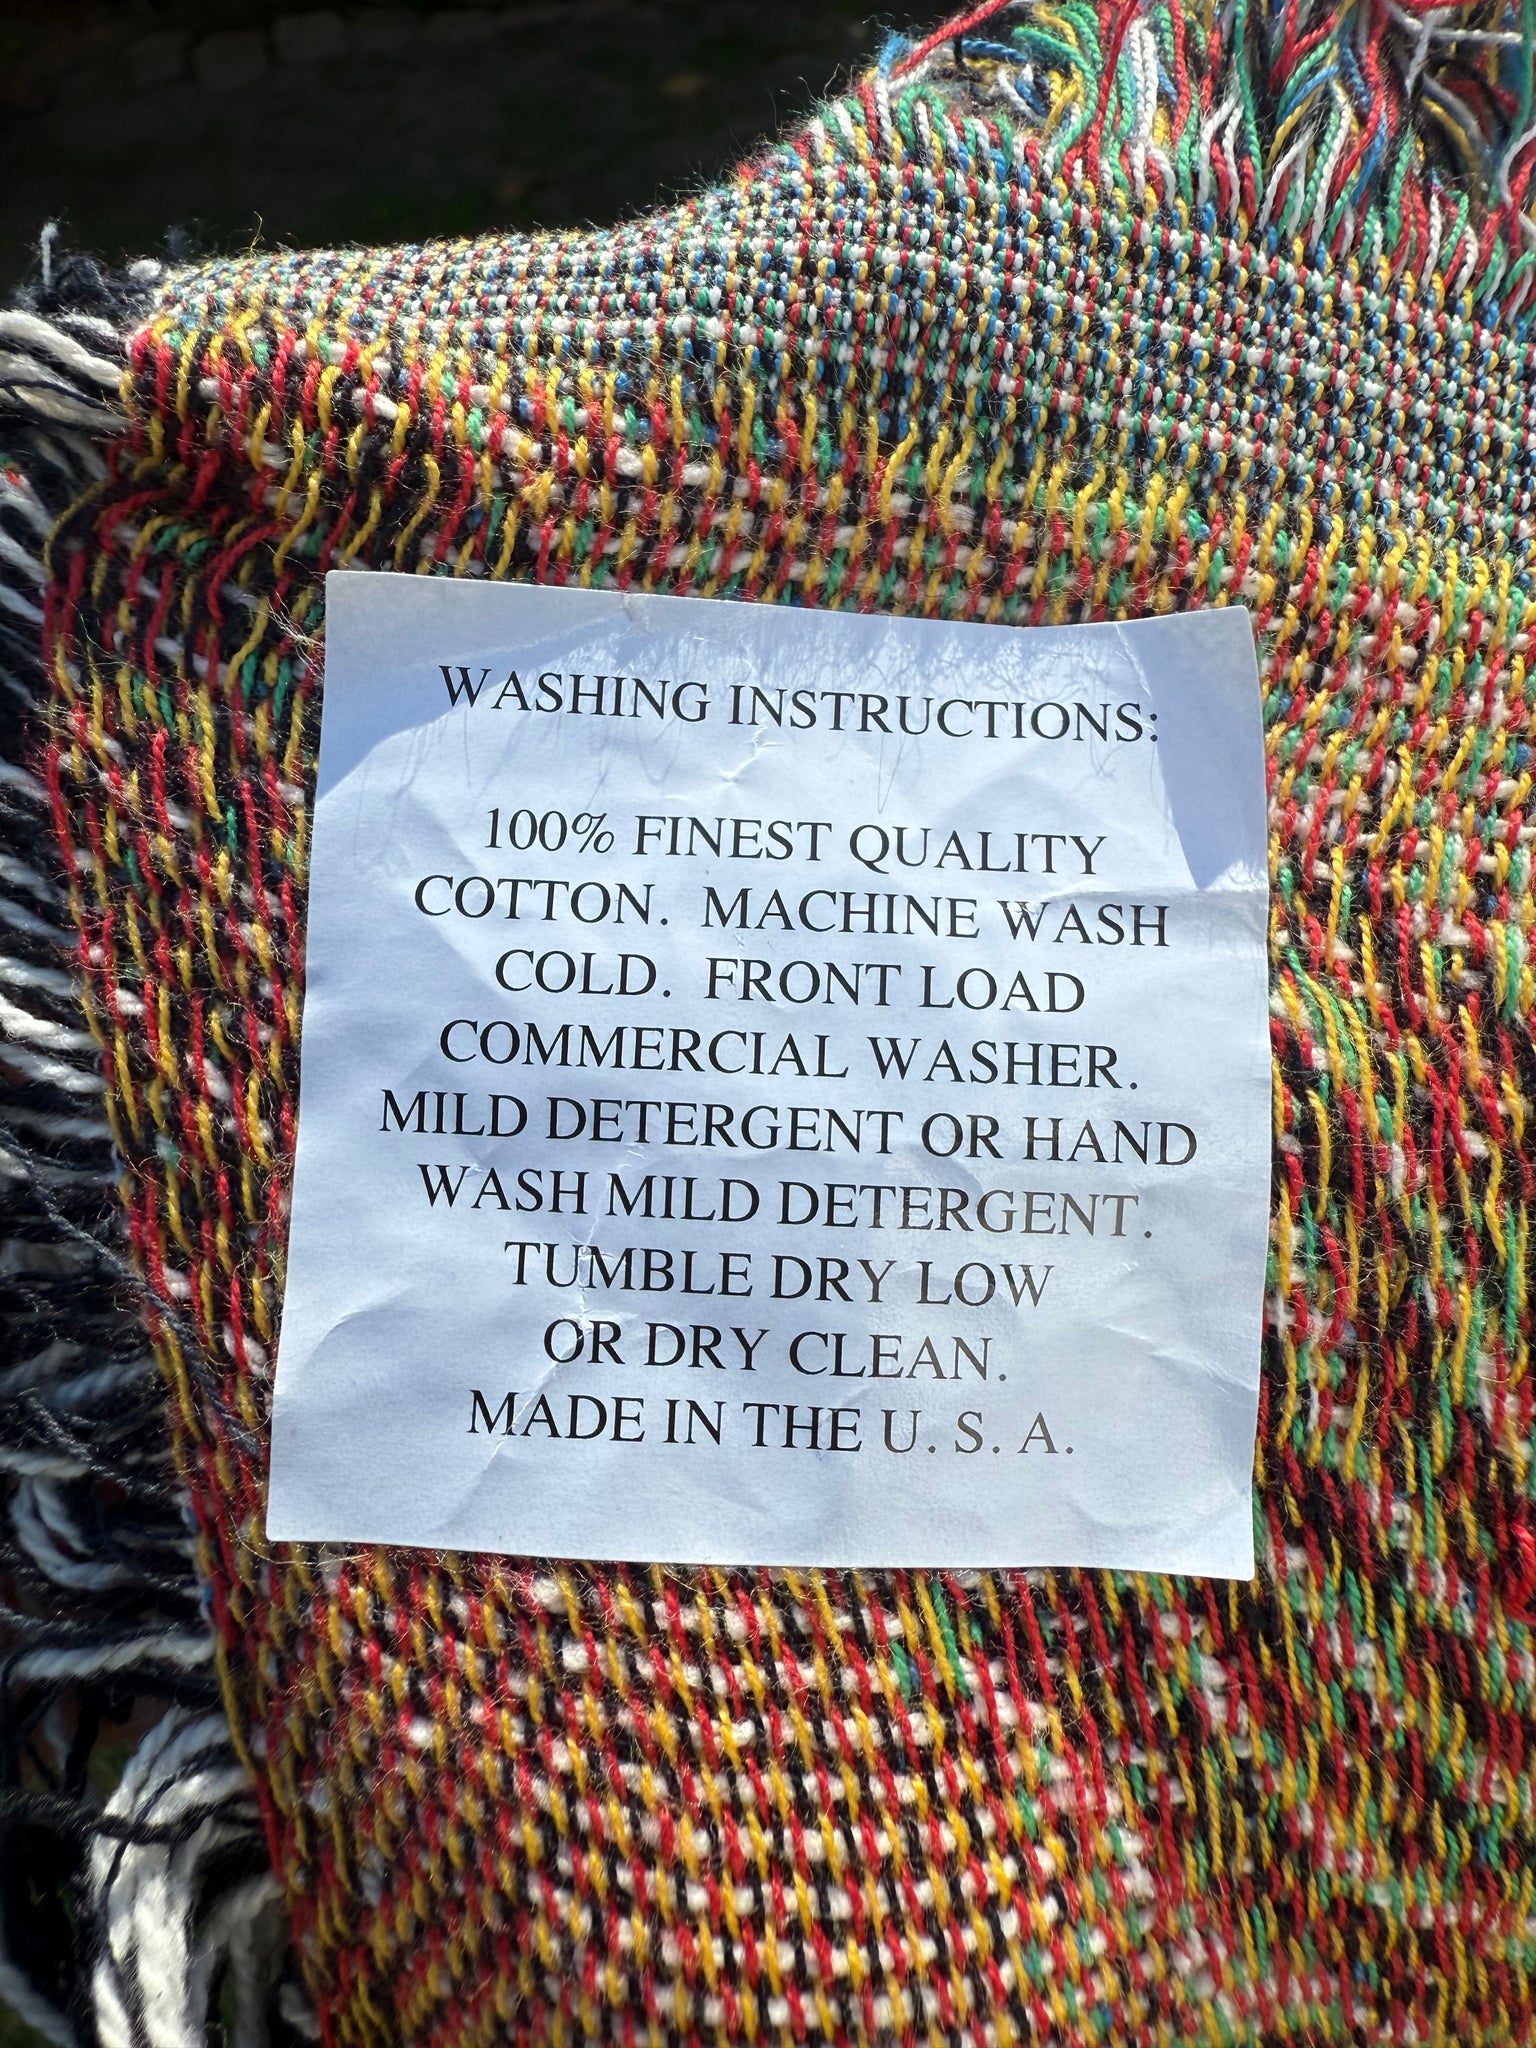 WASHING INSTRUCTIONS:
100% FINEST QUALITY
COTTON.  MACHINE WASH
COLD.  FRONT LOAD
COMMERCIAL WASHER.
MILD DETERGENT OR HAND
WASH MILD DETERGENT.
TUMBLE DRY LOW
OR DRY CLEAN.
MADE IN THE U. S. A.